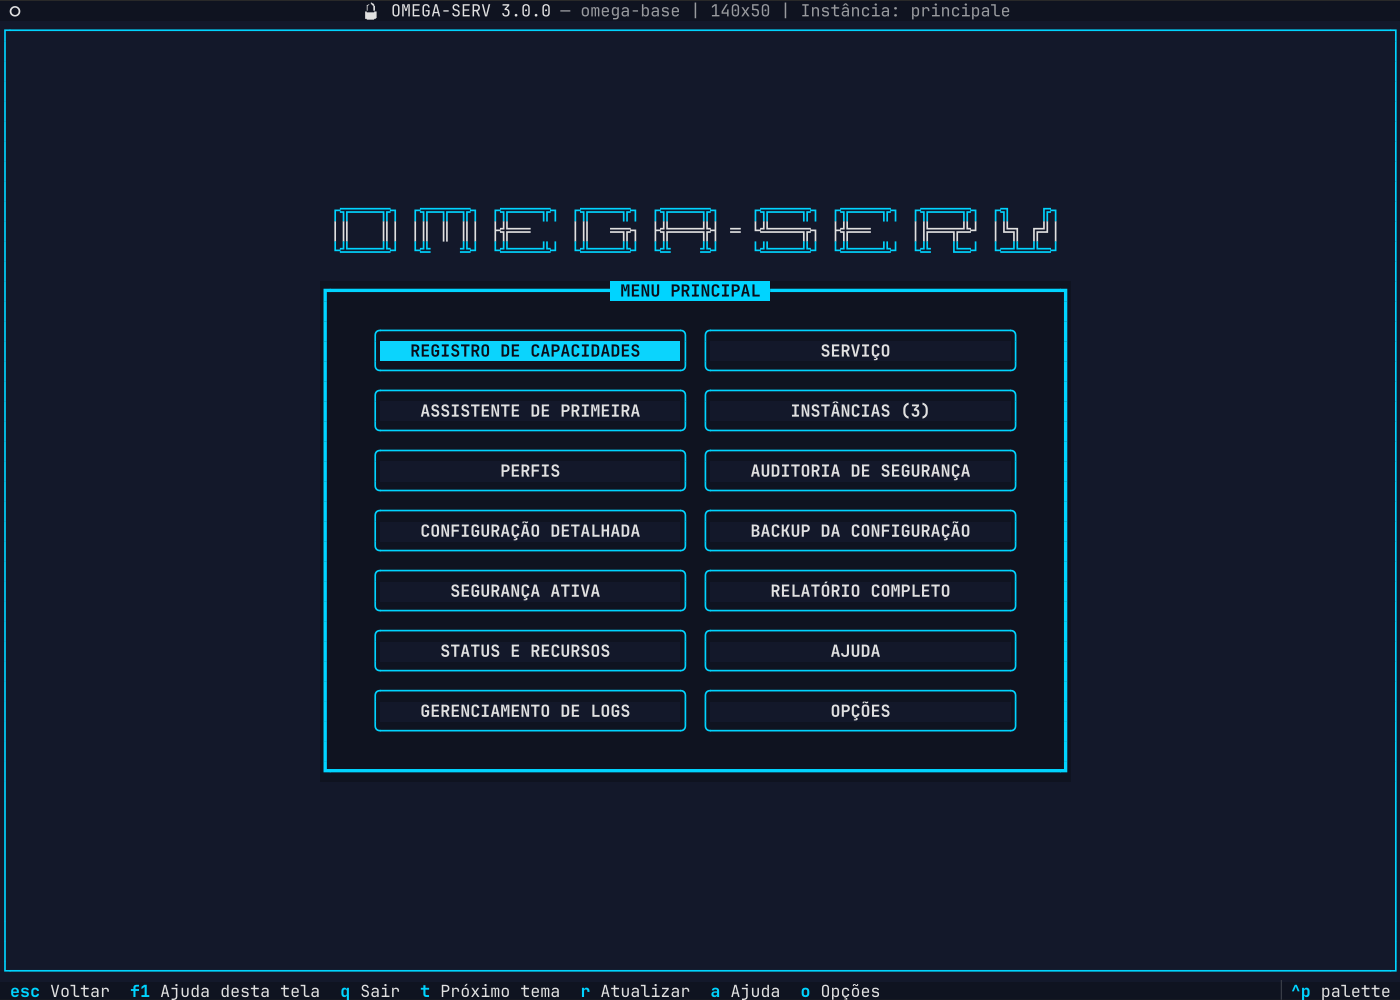 OMEGA-SERV 3.0.0 — omega-base | 140x50 | Instância: principale
OMEGA-SERV
MENU PRINCIPAL
REGISTRO DE CAPACIDADES SERVIÇO
ASSISTENTE DE PRIMEIRA INSTÂNCIAS (3)
PERFIS AUDITORIA DE SEGURANÇA
CONFIGURAÇÃO DETALHADA BACKUP DA CONFIGURAÇÃO
SEGURANÇA ATIVA RELATÓRIO COMPLETO
STATUS E RECURSOS AJUDA
GERENCIAMENTO DE LOGS OPÇÕES
esc Voltar f1 Ajuda desta tela q Sair t Próximo tema r Atualizar a Ajuda o Opções ^p palette